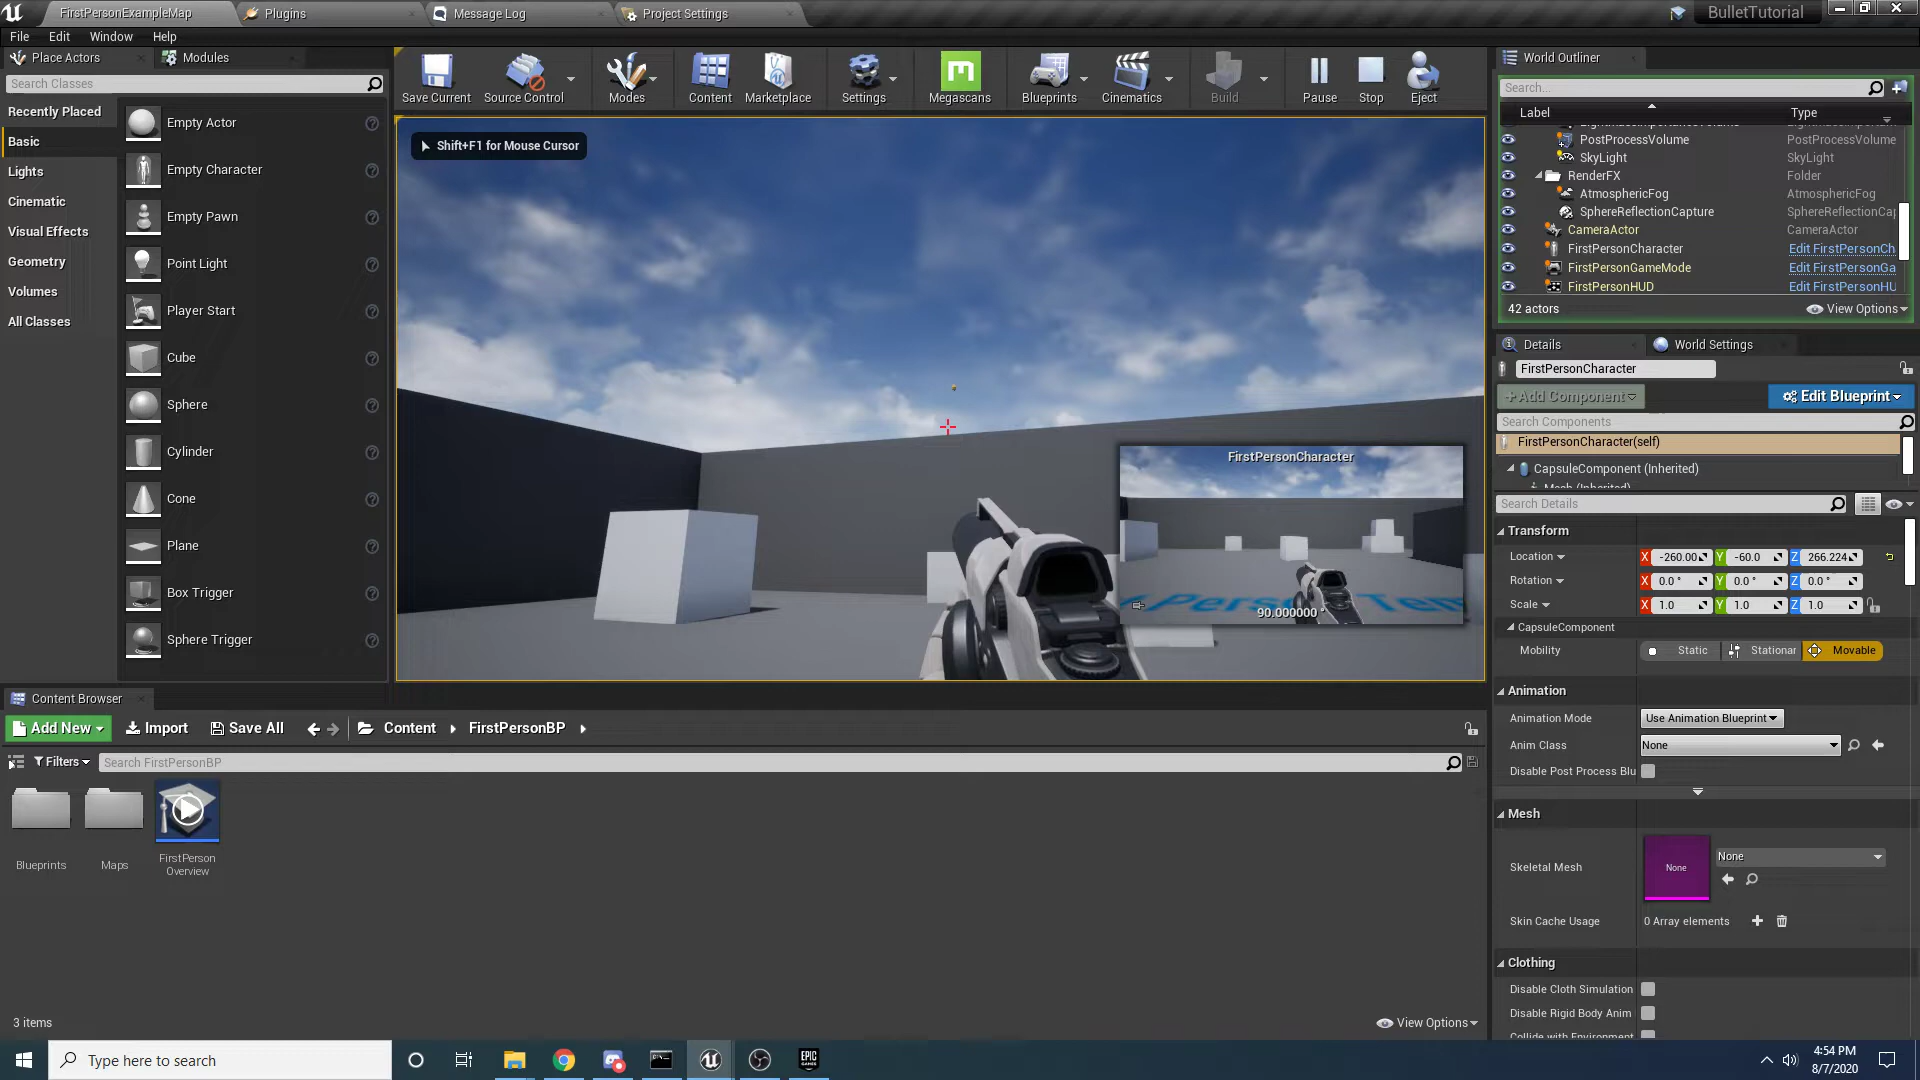 FirstPersonExampleMap
Plugins
Message Log
Project Settings
BulletTutorial
File Edit Window Help
Place Actors
Modules
Search Classes
Recently Placed
Basic
Lights
Cinematic
Visual Effects
Geometry
Volumes
All Classes
Empty Actor
Empty Character
Empty Pawn
Point Light
Player Start
Cube
Sphere
Cylinder
Cone
Plane
Box Trigger
Sphere Trigger
Save Current
Source Control
Modes
Content
Marketplace
Settings
Megascans
Blueprints
Cinematics
Build
Pause
Stop
Eject
Shift+F1 for Mouse Cursor
FirstPersonCharacter
90.000000 °
World Outliner
Search...
Label Type
PostProcessVolume PostProcessVolume
SkyLight SkyLight
RenderFX Folder
AtmosphericFog AtmosphericFog
SphereReflectionCapture SphereReflectionCap
CameraActor CameraActor
FirstPersonCharacter Edit FirstPersonCh
FirstPersonGameMode Edit FirstPersonGa
FirstPersonHUD Edit FirstPersonHU
42 actors
View Options
Details
World Settings
FirstPersonCharacter
+Add Component
Edit Blueprint
Search Components
FirstPersonCharacter(self)
CapsuleComponent (Inherited)
Mesh (Inherited)
Search Details
Transform
Location X -260.00 Y -60.0 Z 266.224
Rotation X 0.0 ° Y 0.0 ° Z 0.0 °
Scale X 1.0 Y 1.0 Z 1.0
CapsuleComponent
Mobility Static Stationar Movable
Animation
Animation Mode Use Animation Blueprint
Anim Class None
Disable Post Process Blu
Mesh
Skeletal Mesh None None
Skin Cache Usage 0 Array elements
Clothing
Disable Cloth Simulation
Disable Rigid Body Anim
Collide with Environment
Content Browser
Add New
Import
Save All
Content
FirstPersonBP
Filters
Search FirstPersonBP
Blueprints
Maps
FirstPerson
Overview
3 items
View Options
Type here to search
EPIC
GAMES
4:54 PM
8/7/2020